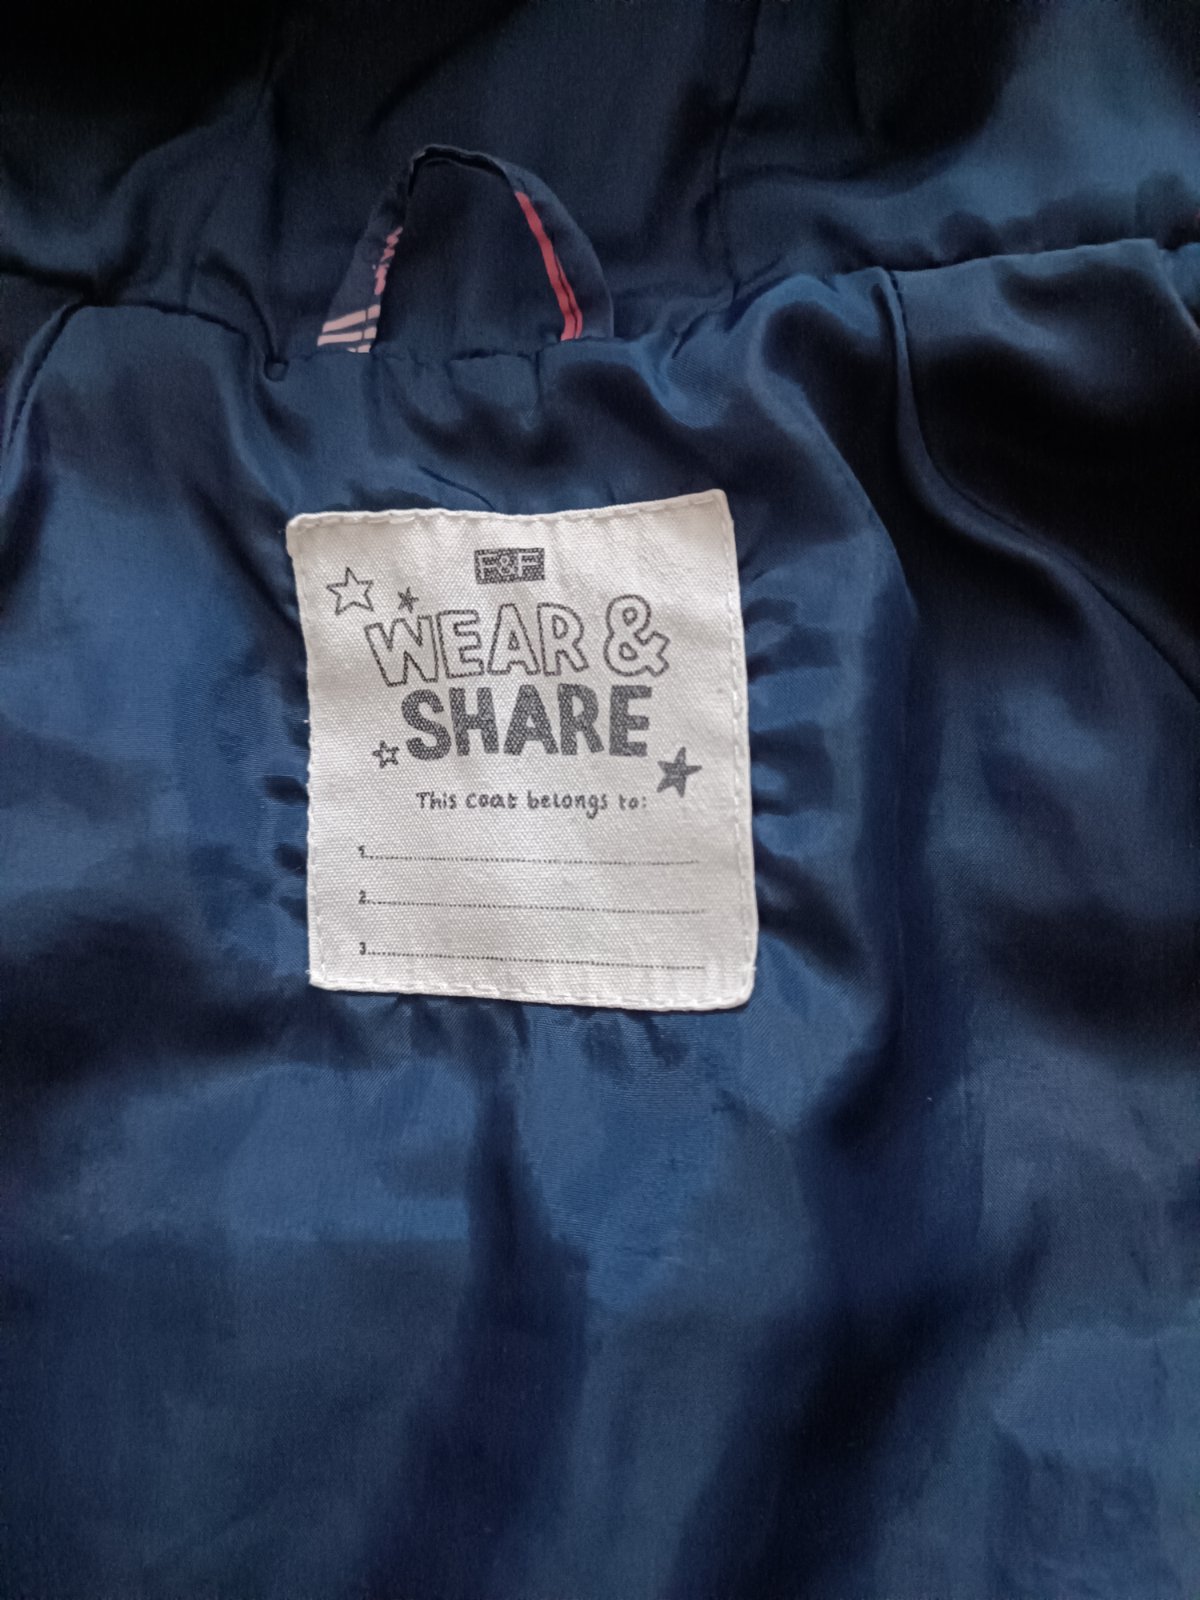 F&F
WEAR &
SHARE
This coat belongs to:
1.
2.
3.